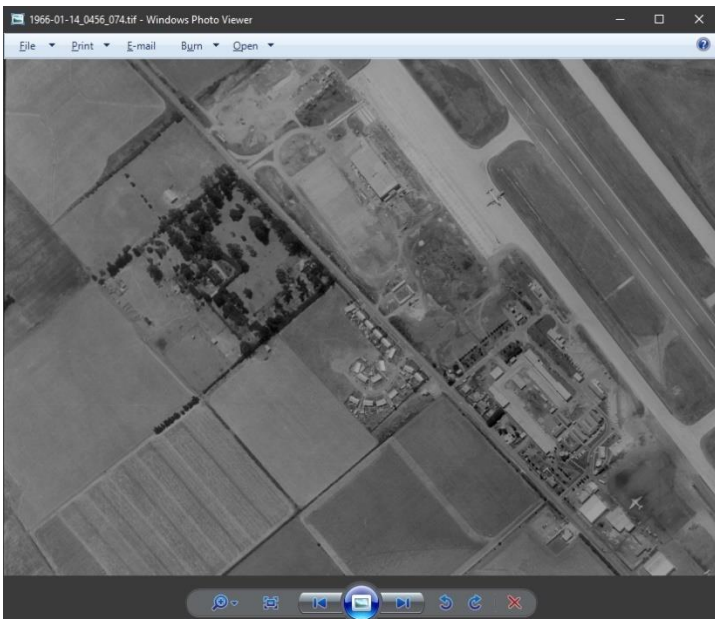 1966-01-14_0456_074.tif - Windows Photo Viewer
File Print E-mail Burn Open